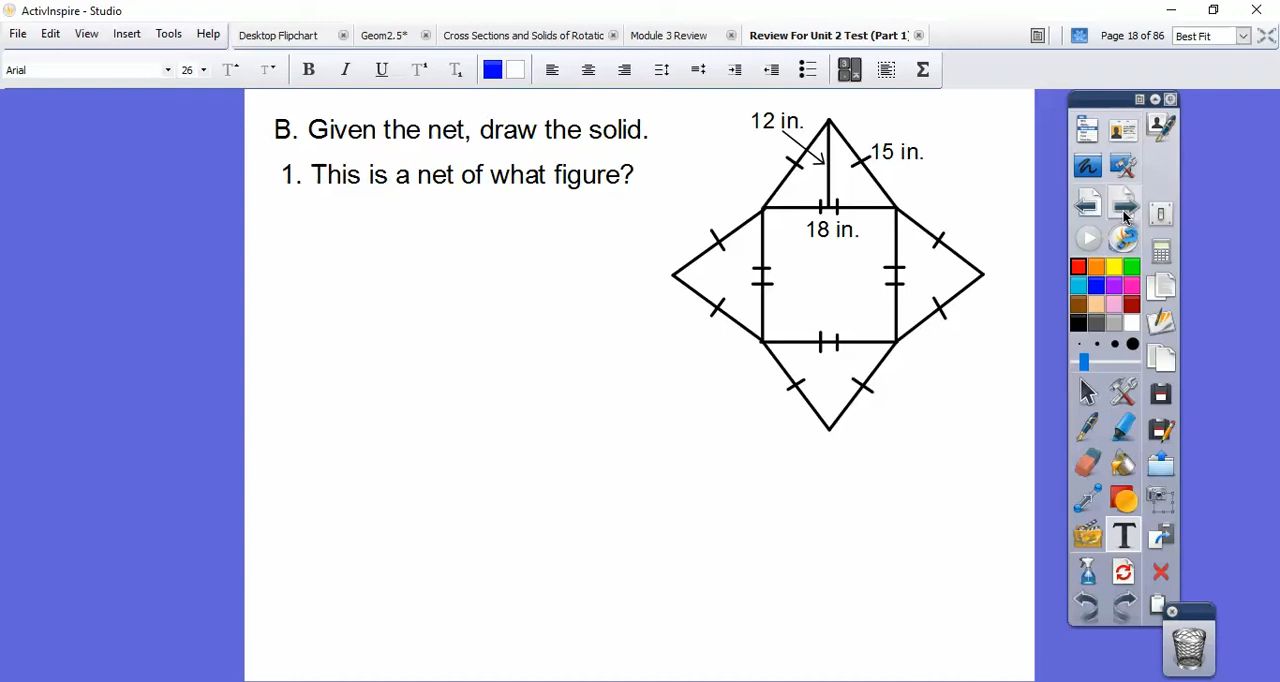 ActivInspire - Studio
File Edit View Insert Tools Help
Desktop Flipchart
Geom2.5*
Cross Sections and Solids of Rotatic
Module 3 Review
Review For Unit 2 Test (Part 1)
Page 18 of 86
Best Fit
Arial
26
B I U T T
B. Given the net, draw the solid.
1. This is a net of what figure?
12 in.
15 in.
18 in.
T